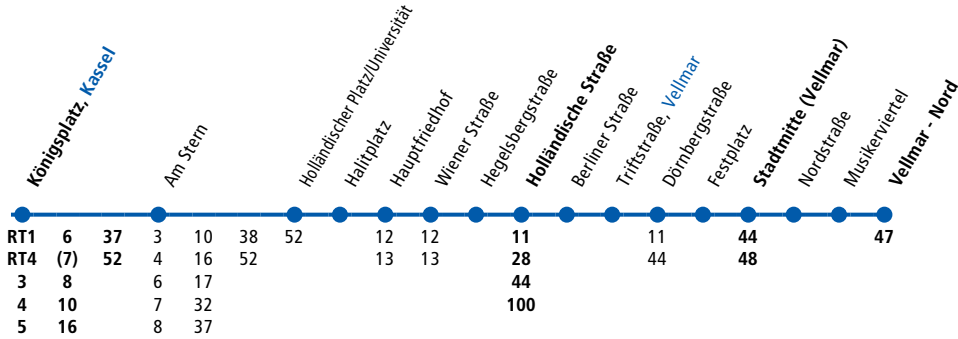 Königsplatz, Kassel
Am Stern
Holländischer Platz/Universität
Halitplatz
Hauptfriedhof
Wiener Straße
Hegelsbergstraße
Holländische Straße
Berliner Straße
Triftstraße, Vellmar
Dörnbergstraße
Festplatz
Stadtmitte (Vellmar)
Nordstraße
Musikerviertel
Vellmar - Nord
RT1 6 37 3 10 38 52 12 12 11 11 44 47
RT4 (7) 52 4 16 52 13 13 28 44 48
3 8 6 17 44
4 10 7 32 100
5 16 8 37